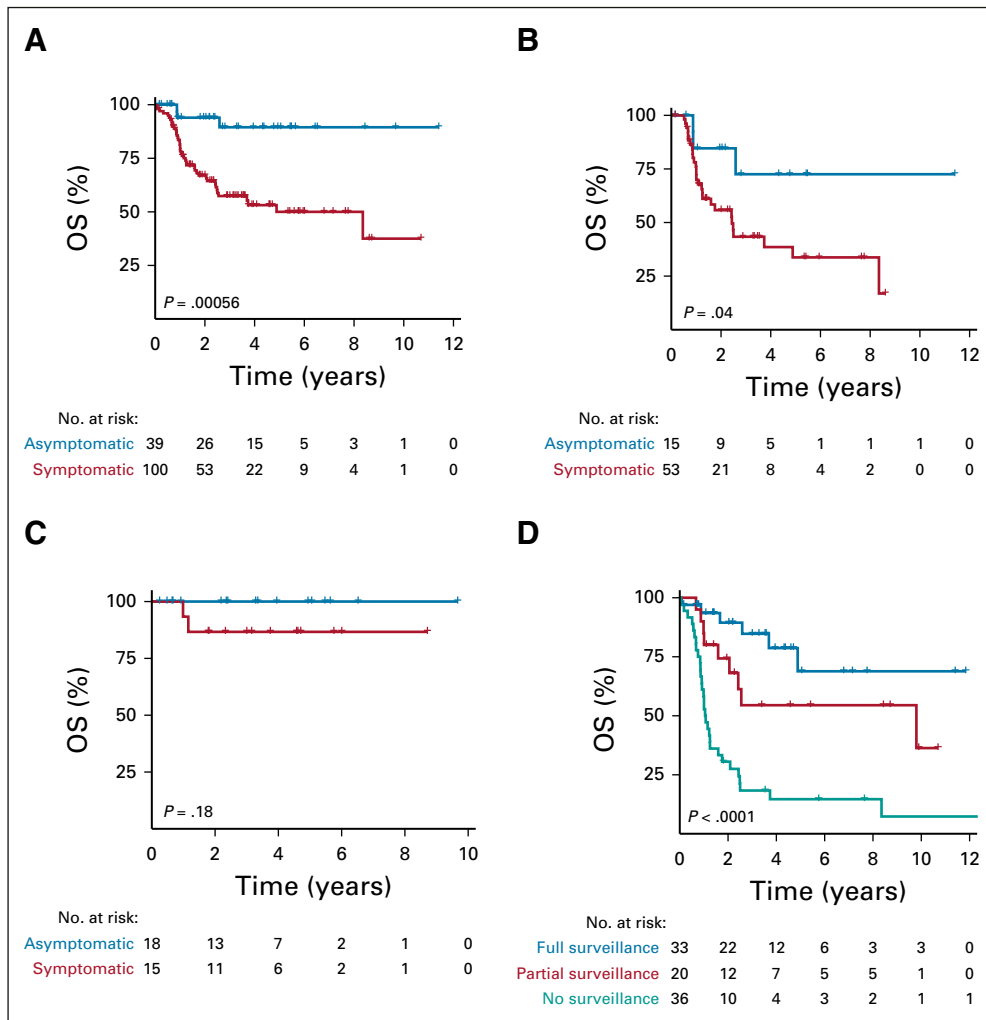 A
100
75
50
25
OS (%)
P = .00056
0 2 4 6 8 10 12
Time (years)
No. at risk:
Asymptomatic 39 26 15 5 3 1 0
Symptomatic 100 53 22 9 4 1 0
B
100
75
50
25
OS (%)
P = .04
0 2 4 6 8 10 12
Time (years)
No. at risk:
Asymptomatic 15 9 5 1 1 1 0
Symptomatic 53 21 8 4 2 0 0
C
100
75
50
25
OS (%)
P = .18
0 2 4 6 8 10
Time (years)
No. at risk:
Asymptomatic 18 13 7 2 1 0
Symptomatic 15 11 6 2 1 0
D
100
75
50
25
OS (%)
P < .0001
0 2 4 6 8 10 12
Time (years)
No. at risk:
Full surveillance 33 22 12 6 3 3 0
Partial surveillance 20 12 7 5 5 1 0
No surveillance 36 10 4 3 2 1 1